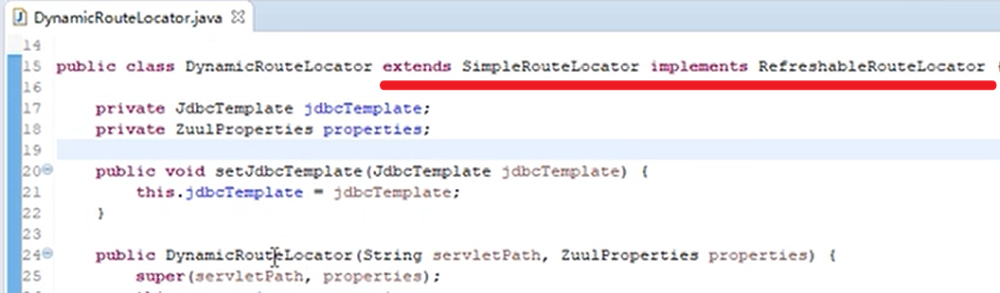 DynamicRouteLocator.java
14
15 public class DynamicRouteLocator extends SimpleRouteLocator implements RefreshableRouteLocator {
16
17 private JdbcTemplate jdbcTemplate;
18 private ZuulProperties properties;
19
20 public void setJdbcTemplate(JdbcTemplate jdbcTemplate) {
21 this.jdbcTemplate = jdbcTemplate;
22 }
23
24 public DynamicRouteLocator(String servletPath, ZuulProperties properties) {
25 super(servletPath, properties);